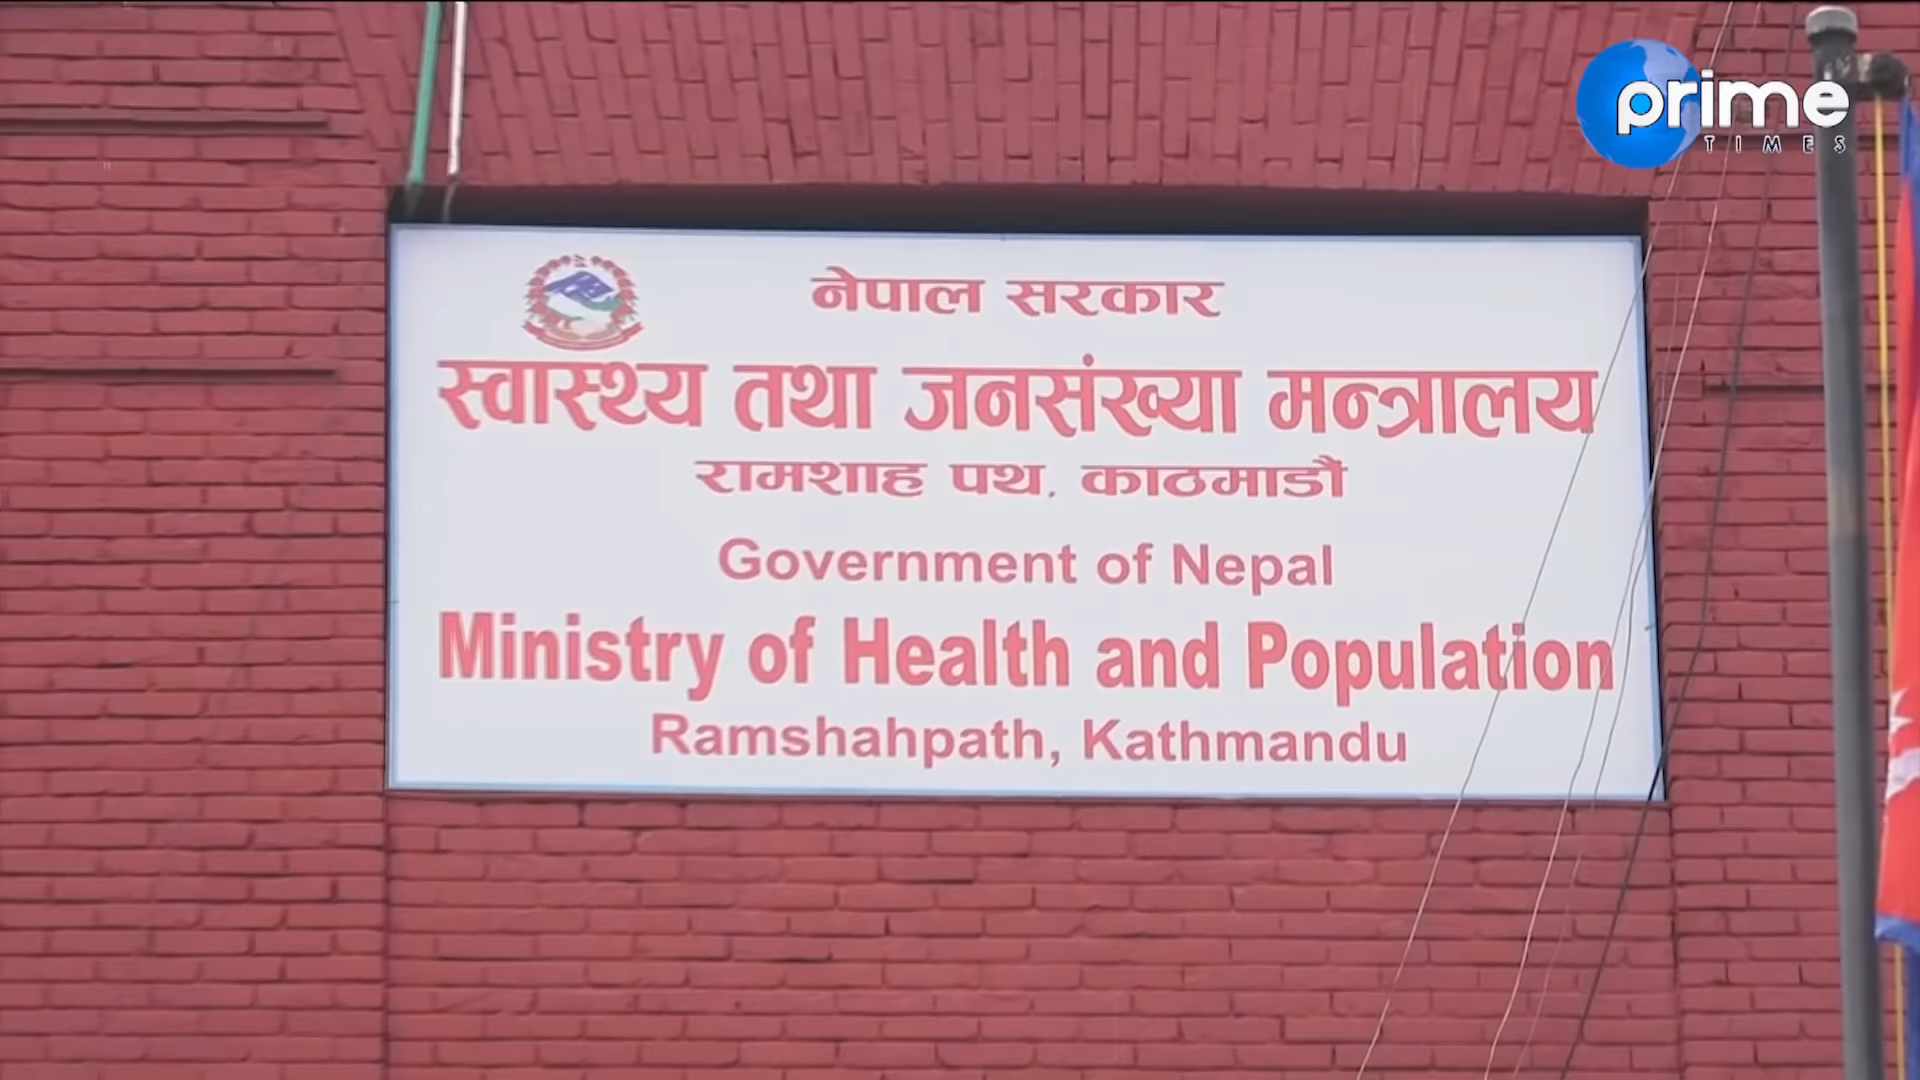 prime
TIMES
नेपाल सरकार
स्वास्थ्य तथा जनसंख्या मन्त्रालय
रामशाह पथ, काठमाडौं
Government of Nepal
Ministry of Health and Population
Ramshahpath, Kathmandu